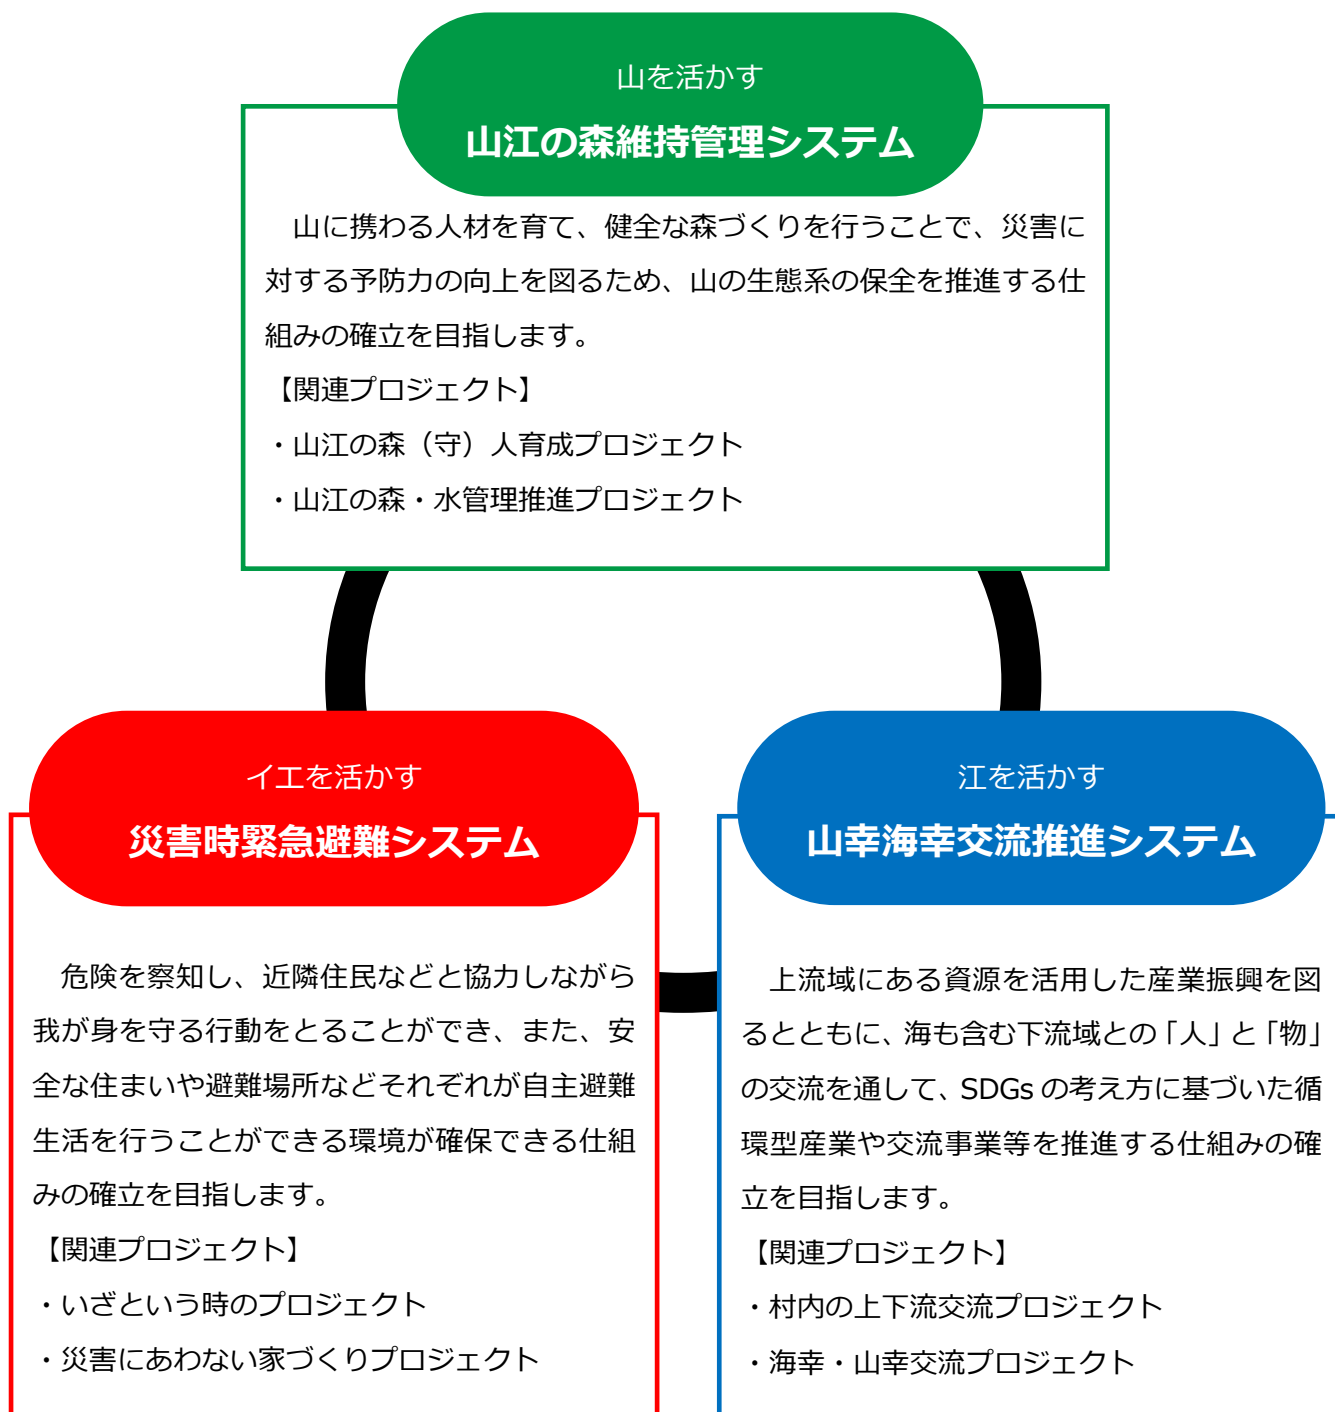 山を活かす
山江の森維持管理システム
　山に携わる人材を育て、健全な森づくりを行うことで、災害に
対する予防力の向上を図るため、山の生態系の保全を推進する仕
組みの確立を目指します。
【関連プロジェクト】
・山江の森（守）人育成プロジェクト
・山江の森・水管理推進プロジェクト
イエを活かす
災害時緊急避難システム
　危険を察知し、近隣住民などと協力しながら
我が身を守る行動をとることができ、また、安
全な住まいや避難場所などそれぞれが自主避難
生活を行うことができる環境が確保できる仕組
みの確立を目指します。
【関連プロジェクト】
・いざという時のプロジェクト
・災害にあわない家づくりプロジェクト
江を活かす
山幸海幸交流推進システム
　上流域にある資源を活用した産業振興を図
るとともに、海も含む下流域との「人」と「物」
の交流を通して、SDGs の考え方に基づいた循
環型産業や交流事業等を推進する仕組みの確
立を目指します。
【関連プロジェクト】
・村内の上下流交流プロジェクト
・海幸・山幸交流プロジェクト